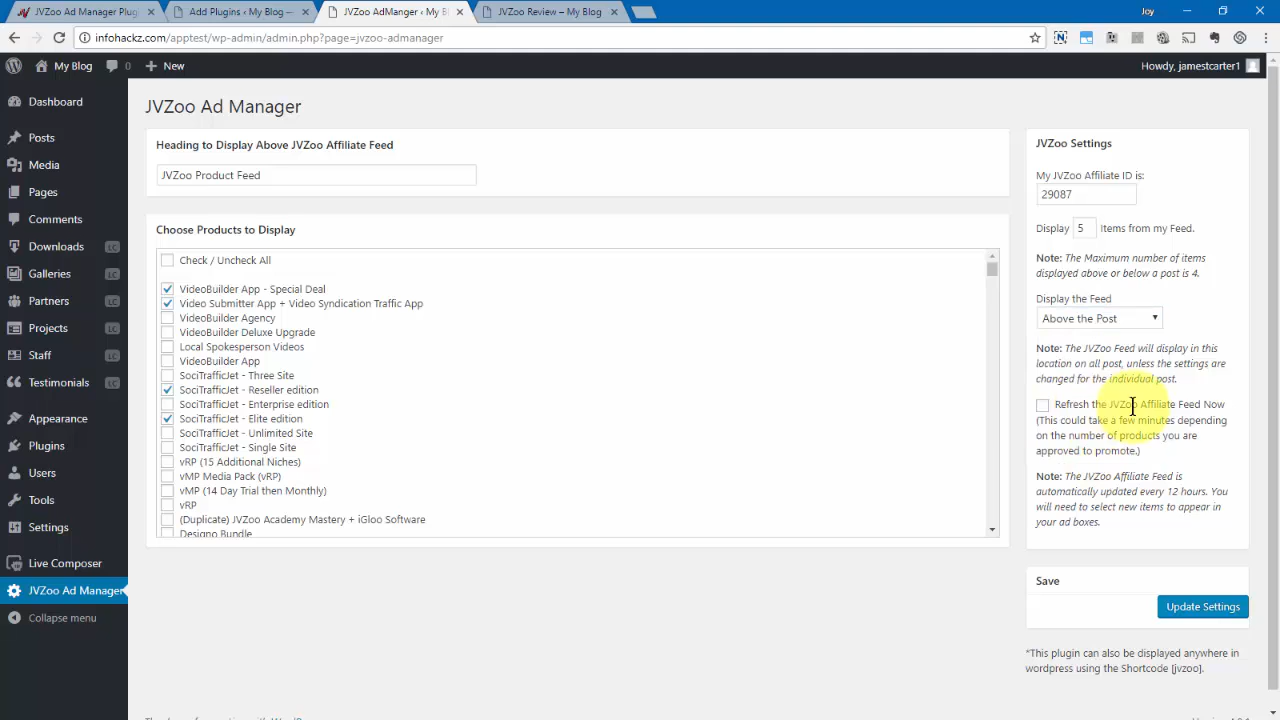 JVZoo Ad Manager Plug
Add Plugins ‹ My Blog —
JVZoo AdManger ‹ My B
JVZoo Review – My Blog
Joy
infohackz.com/apptest/wp-admin/admin.php?page=jvzoo-admanager
My Blog
0
New
Howdy, jamestcarter1
Dashboard
Posts
Media
Pages
Comments
Downloads LC
Galleries LC
Partners LC
Projects LC
Staff LC
Testimonials LC
Appearance
Plugins
Users
Tools
Settings
Live Composer
JVZoo Ad Manager
Collapse menu
JVZoo Ad Manager
Heading to Display Above JVZoo Affiliate Feed
JVZoo Product Feed
Choose Products to Display
Check / Uncheck All
VideoBuilder App - Special Deal
Video Submitter App + Video Syndication Traffic App
VideoBuilder Agency
VideoBuilder Deluxe Upgrade
Local Spokesperson Videos
VideoBuilder App
SociTrafficJet - Three Site
SociTrafficJet - Reseller edition
SociTrafficJet - Enterprise edition
SociTrafficJet - Elite edition
SociTrafficJet - Unlimited Site
SociTrafficJet - Single Site
vRP (15 Additional Niches)
vMP Media Pack (vRP)
vMP (14 Day Trial then Monthly)
vRP
(Duplicate) JVZoo Academy Mastery + iGloo Software
Designo Bundle
JVZoo Settings
My JVZoo Affiliate ID is:
29087
Display 5 Items from my Feed.
Note: The Maximum number of items
displayed above or below a post is 4.
Display the Feed
Above the Post
Note: The JVZoo Feed will display in this
location on all post, unless the settings are
changed for the individual post.
Refresh the JVZoo Affiliate Feed Now
(This could take a few minutes depending
on the number of products you are
approved to promote.)
Note: The JVZoo Affiliate Feed is
automatically updated every 12 hours. You
will need to select new items to appear in
your ad boxes.
Save
Update Settings
*This plugin can also be displayed anywhere in
wordpress using the Shortcode [jvzoo].